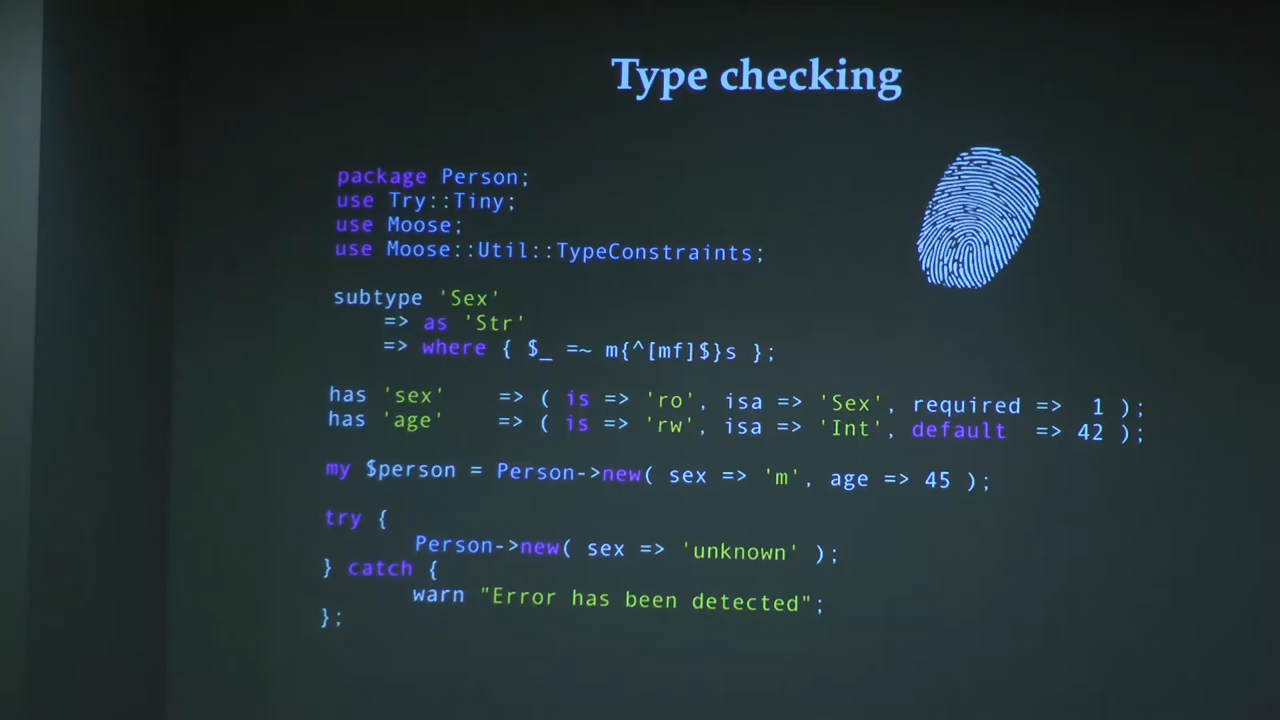 Type checking
package Person;
use Try::Tiny;
use Moose;
use Moose::Util::TypeConstraints;
subtype 'Sex'
=> as 'Str'
=> where { $_ =~ m{^[mf]$}s };
has 'sex' => ( is => 'ro', isa => 'Sex', required => 1 );
has 'age' => ( is => 'rw', isa => 'Int', default => 42 );
my $person = Person->new( sex => 'm', age => 45 );
try {
Person->new( sex => 'unknown' );
} catch {
warn "Error has been detected";
};